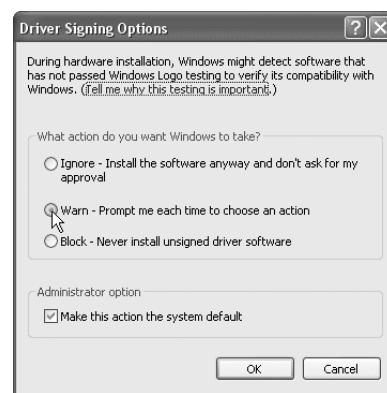 Driver Signing Options
During hardware installation, Windows might detect software that
has not passed Windows Logo testing to verify its compatibility with
Windows. (Tell me why this testing is important.)
What action do you want Windows to take?
Ignore - Install the software anyway and don't ask for my
approval
Warn - Prompt me each time to choose an action
Block - Never install unsigned driver software
Administrator option
Make this action the system default
OK Cancel